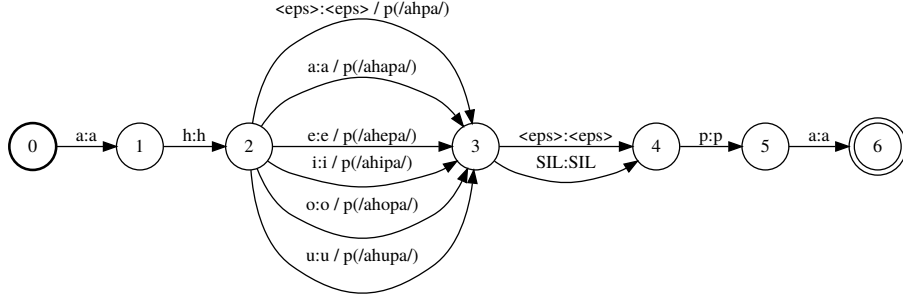 <eps>:<eps> / p(/ahpa/)
a:a / p(/ahapa/)
0 a:a 1 h:h 2 e:e / p(/ahepa/) 3 <eps>:<eps> 4 p:p 5 a:a 6
i:i / p(/ahipa/) SIL:SIL
o:o / p(/ahopa/)
u:u / p(/ahupa/)